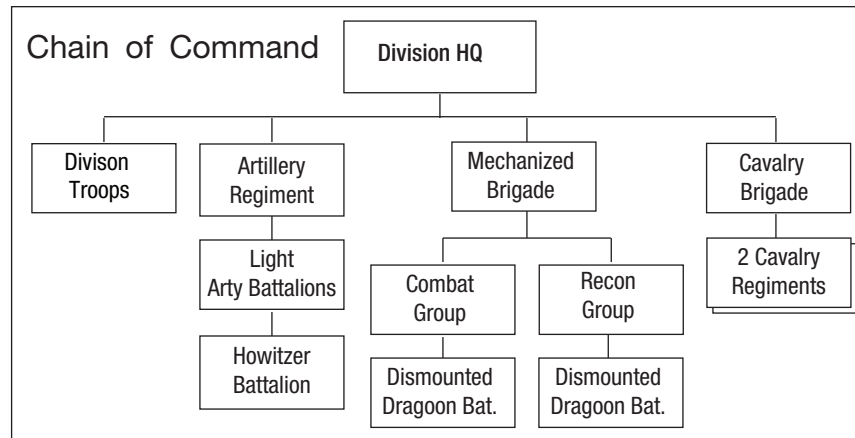 Chain of Command
Division HQ
Divison
Troops
Artillery
Regiment
Mechanized
Brigade
Cavalry
Brigade
Light
Arty Battalions
Combat
Group
Recon
Group
2 Cavalry
Regiments
Howitzer
Battalion
Dismounted
Dragoon Bat.
Dismounted
Dragoon Bat.